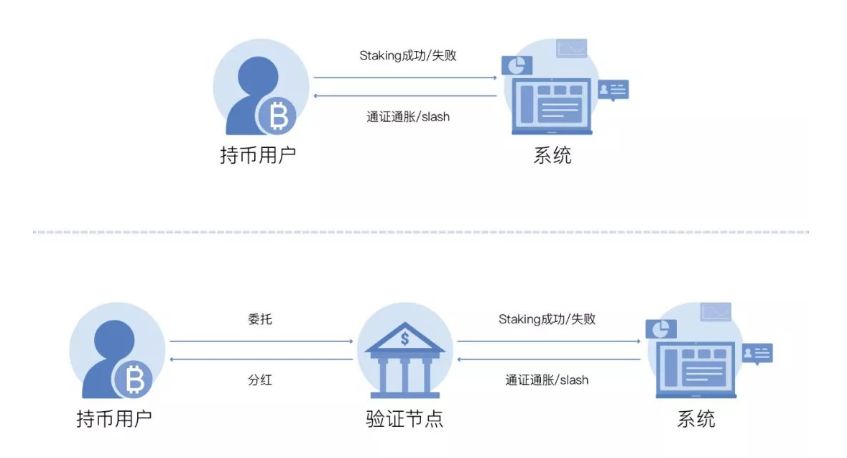 Staking成功/失败
通证通胀/slash
持币用户
系统
委托
Staking成功/失败
$
分红
通证通胀/slash
持币用户
验证节点
系统